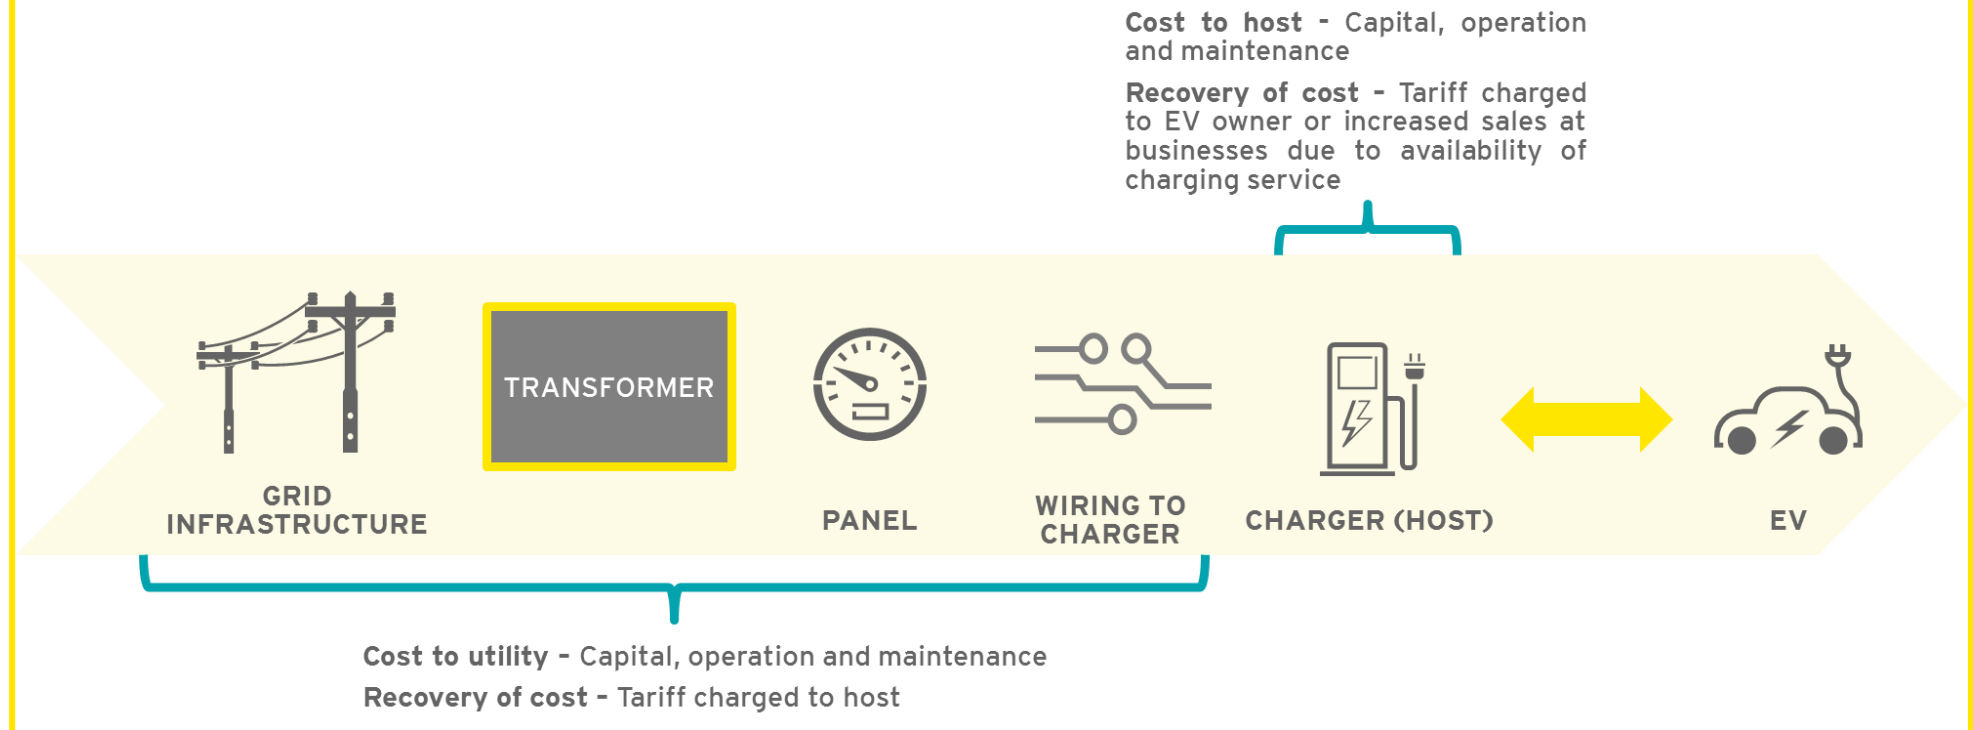 Cost to host - Capital, operation
and maintenance
Recovery of cost - Tariff charged
to EV owner or increased sales at
businesses due to availability of
charging service
TRANSFORMER
GRID
INFRASTRUCTURE
PANEL
WIRING TO
CHARGER
CHARGER (HOST)
EV
Cost to utility - Capital, operation and maintenance
Recovery of cost - Tariff charged to host